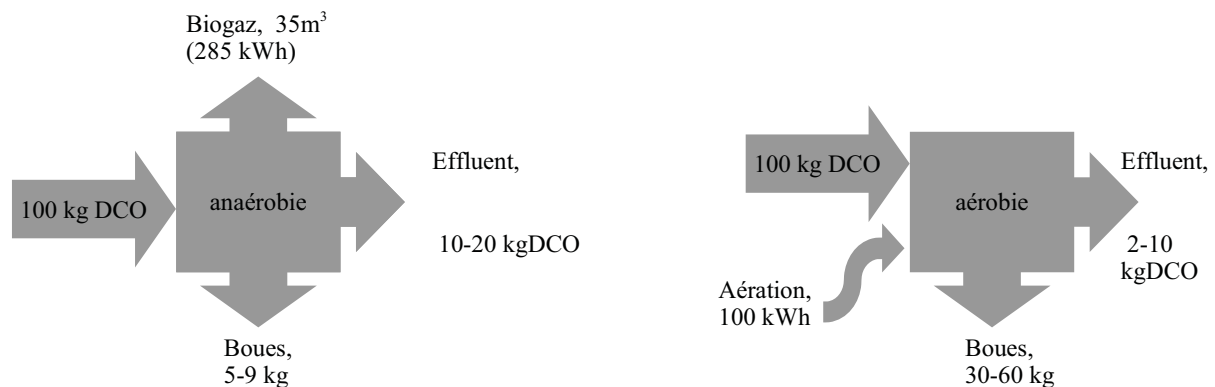 Biogaz, 35m³
(285 kWh)
100 kg DCO
anaérobie
Effluent,
10-20 kgDCO
Boues,
5-9 kg
100 kg DCO
aérobie
Effluent,
2-10
kgDCO
Aération,
100 kWh
Boues,
30-60 kg